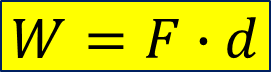 W = F · d